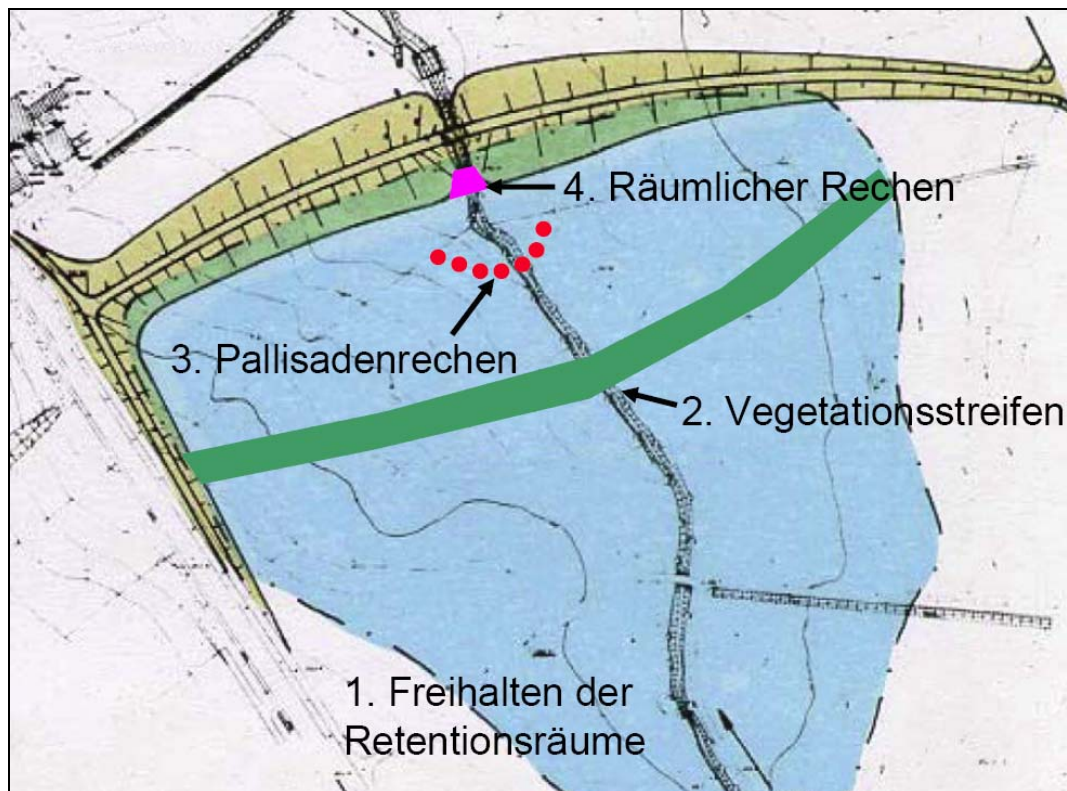 4. Räumlicher Rechen
3. Pallisadenrechen
2. Vegetationsstreifen
1. Freihalten der
Retentionsräume